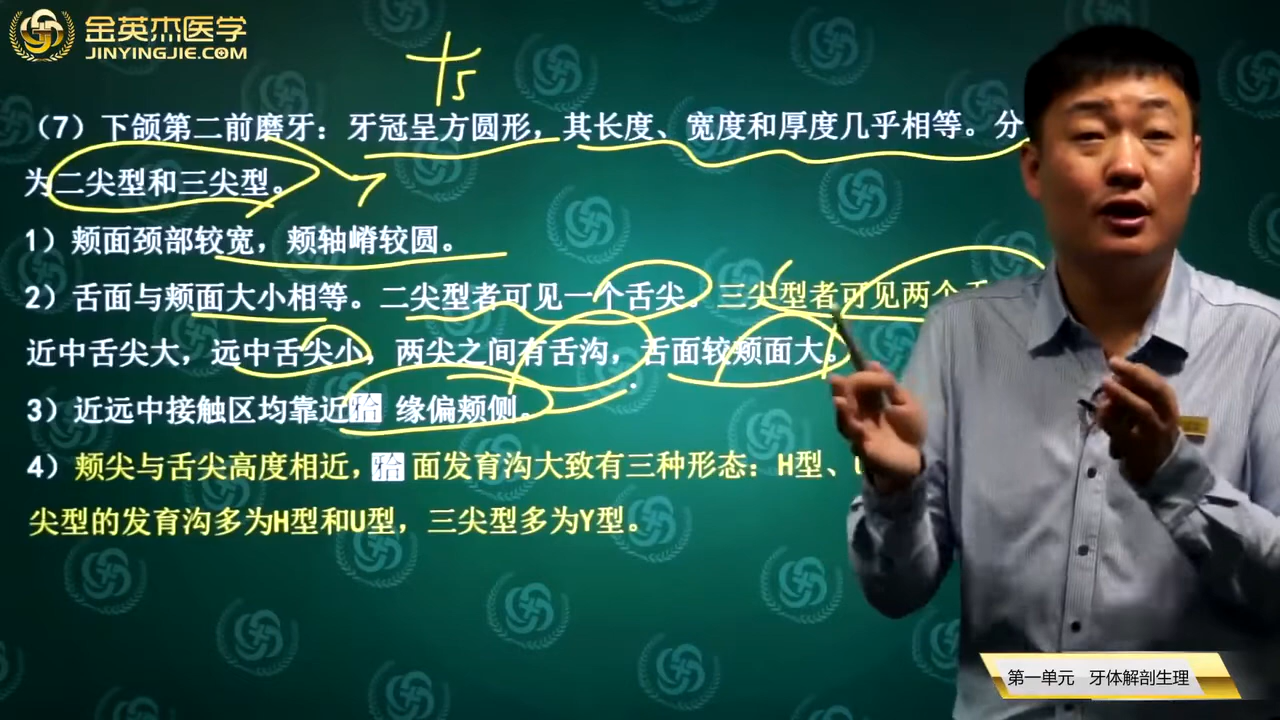 金英杰医学
JINYINGJIE.COM
十5
（7）下颌第二前磨牙：牙冠呈方圆形，其长度、宽度和厚度几乎相等。分
为二尖型和三尖型。
1）颊面颈部较宽，颊轴嵴较圆。
2）舌面与颊面大小相等。二尖型者可见一个舌尖。三尖型者可见两个舌
近中舌尖大，远中舌尖小，两尖之间有舌沟，舌面较颊面大。
3）近远中接触区均靠近𬌗 缘偏颊侧。
4）颊尖与舌尖高度相近，𬌗 面发育沟大致有三种形态：H型、U
尖型的发育沟多为H型和U型，三尖型多为Y型。
第一单元 牙体解剖生理